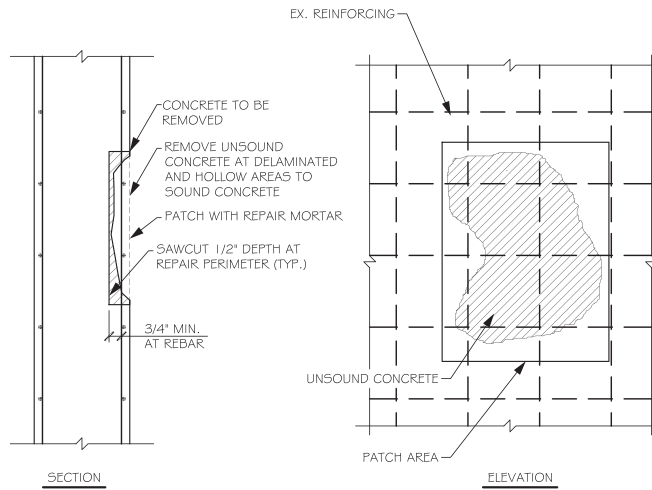 EX. REINFORCING
CONCRETE TO BE
REMOVED
REMOVE UNSOUND
CONCRETE AT DELAMINATED
AND HOLLOW AREAS TO
SOUND CONCRETE
PATCH WITH REPAIR MORTAR
SAWCUT 1/2" DEPTH AT
REPAIR PERIMETER (TYP.)
3/4" MIN.
AT REBAR
UNSOUND CONCRETE
PATCH AREA
SECTION
ELEVATION